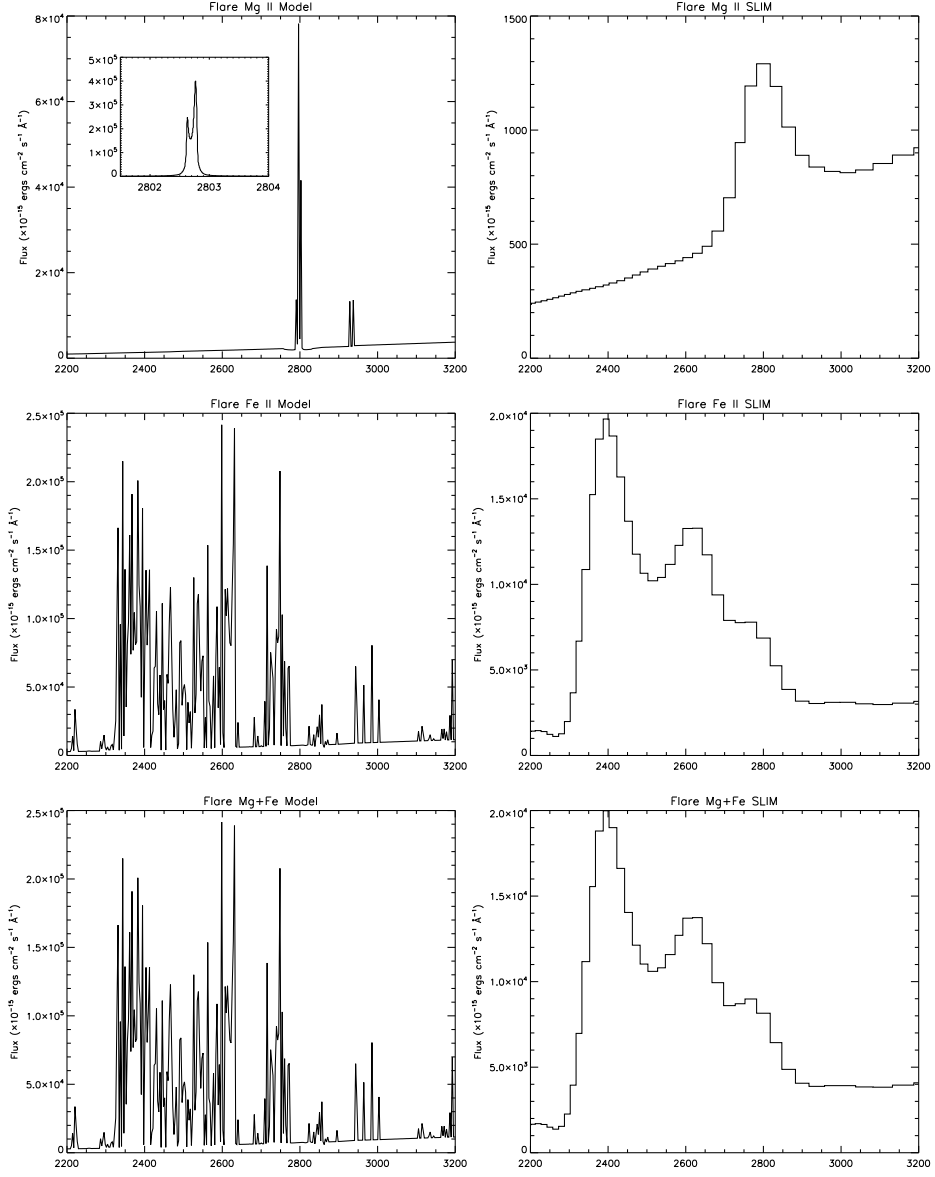 Flare Mg II Model
Flux (×10⁻¹⁵ ergs cm⁻² s⁻¹ Å⁻¹)
8×10⁴
6×10⁴
4×10⁴
2×10⁴
0
2200 2400 2600 2800 3000 3200
5×10⁵
4×10⁵
3×10⁵
2×10⁵
1×10⁵
0
2802 2803 2804
Flare Mg II SLIM
Flux (×10⁻¹⁵ ergs cm⁻² s⁻¹ Å⁻¹)
1500
1000
500
0
2200 2400 2600 2800 3000 3200
Flare Fe II Model
Flux (×10⁻¹⁵ ergs cm⁻² s⁻¹ Å⁻¹)
2.5×10⁵
2.0×10⁵
1.5×10⁵
1.0×10⁵
5.0×10⁴
0
2200 2400 2600 2800 3000 3200
Flare Fe II SLIM
Flux (×10⁻¹⁵ ergs cm⁻² s⁻¹ Å⁻¹)
2.0×10⁴
1.5×10⁴
1.0×10⁴
5.0×10³
0
2200 2400 2600 2800 3000 3200
Flare Mg+Fe Model
Flux (×10⁻¹⁵ ergs cm⁻² s⁻¹ Å⁻¹)
2.5×10⁵
2.0×10⁵
1.5×10⁵
1.0×10⁵
5.0×10⁴
0
2200 2400 2600 2800 3000 3200
Flare Mg+Fe SLIM
Flux (×10⁻¹⁵ ergs cm⁻² s⁻¹ Å⁻¹)
2.0×10⁴
1.5×10⁴
1.0×10⁴
5.0×10³
0
2200 2400 2600 2800 3000 3200